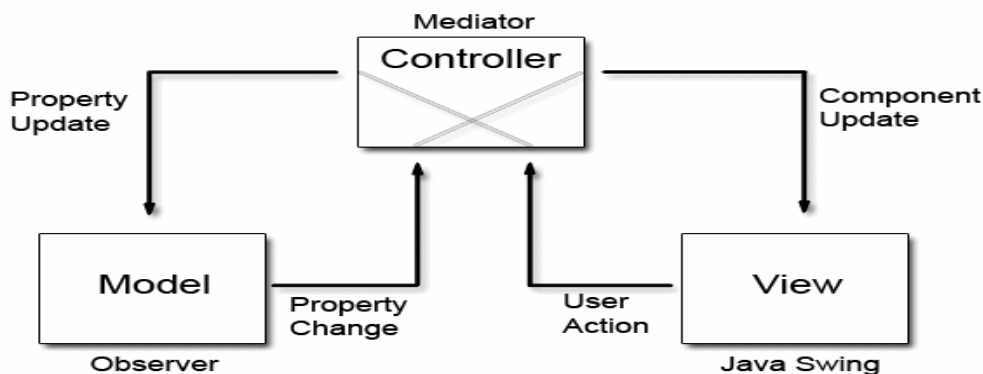 Mediator
Controller
Property
Update
Component
Update
Model
View
Property
Change
User
Action
Observer
Java Swing